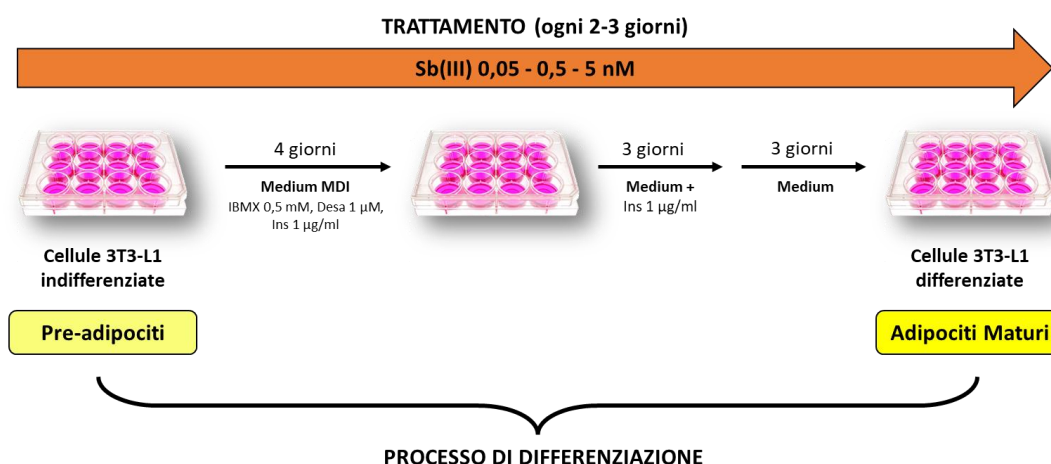 TRATTAMENTO (ogni 2-3 giorni)
Sb(III) 0,05 - 0,5 - 5 nM
4 giorni
Medium MDI
IBMX 0,5 mM, Desa 1 µM,
Ins 1 µg/ml
3 giorni
Medium +
Ins 1 µg/ml
3 giorni
Medium
Cellule 3T3-L1
indifferenziate
Cellule 3T3-L1
differenziate
Pre-adipociti
Adipociti Maturi
PROCESSO DI DIFFERENZIAZIONE